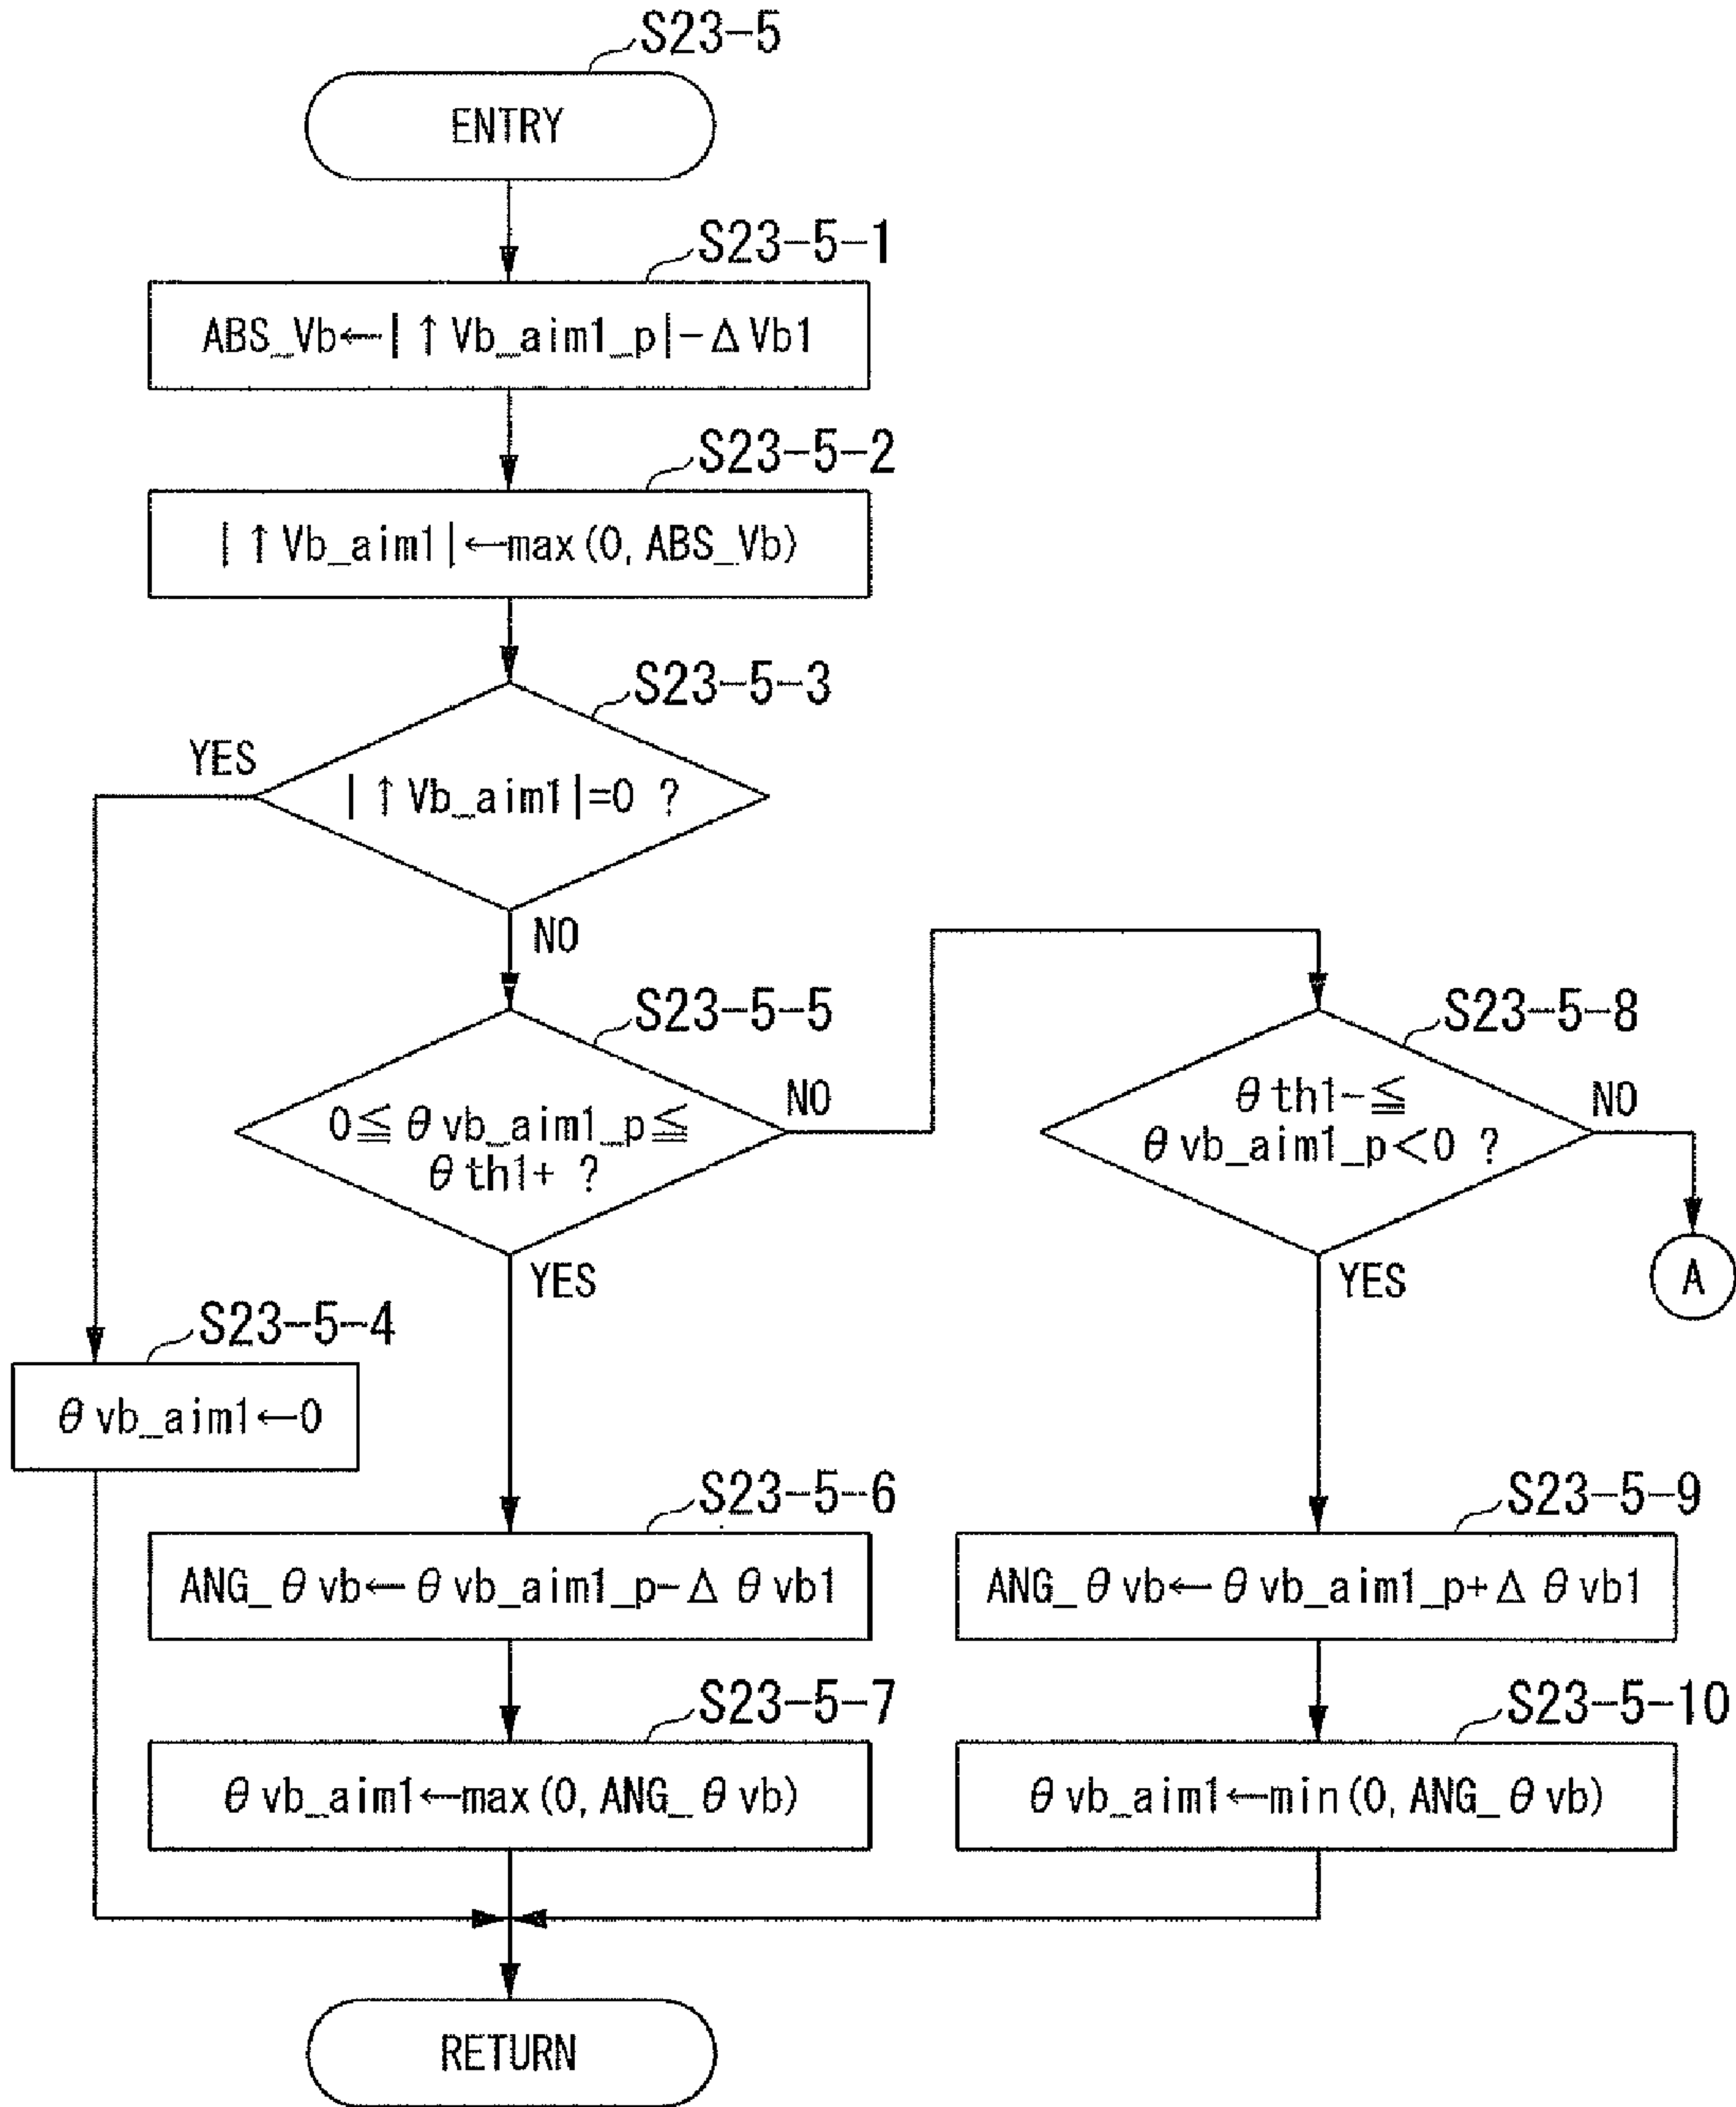 S23-5
ENTRY
S23-5-1
ABS_Vb←|↑Vb_aim1_p|-ΔVb1
S23-5-2
|↑Vb_aim1|←max(0, ABS_Vb)
S23-5-3
YES
|↑Vb_aim1|=0 ?
NO
S23-5-5
0≦θvb_aim1_p≦
θth1+ ?
NO
YES
S23-5-8
θth1-≦
θvb_aim1_p<0 ?
NO
YES
A
S23-5-4
θvb_aim1←0
S23-5-6
ANG_θvb←θvb_aim1_p-Δθvb1
S23-5-9
ANG_θvb←θvb_aim1_p+Δθvb1
S23-5-7
θvb_aim1←max(0, ANG_θvb)
S23-5-10
θvb_aim1←min(0, ANG_θvb)
RETURN